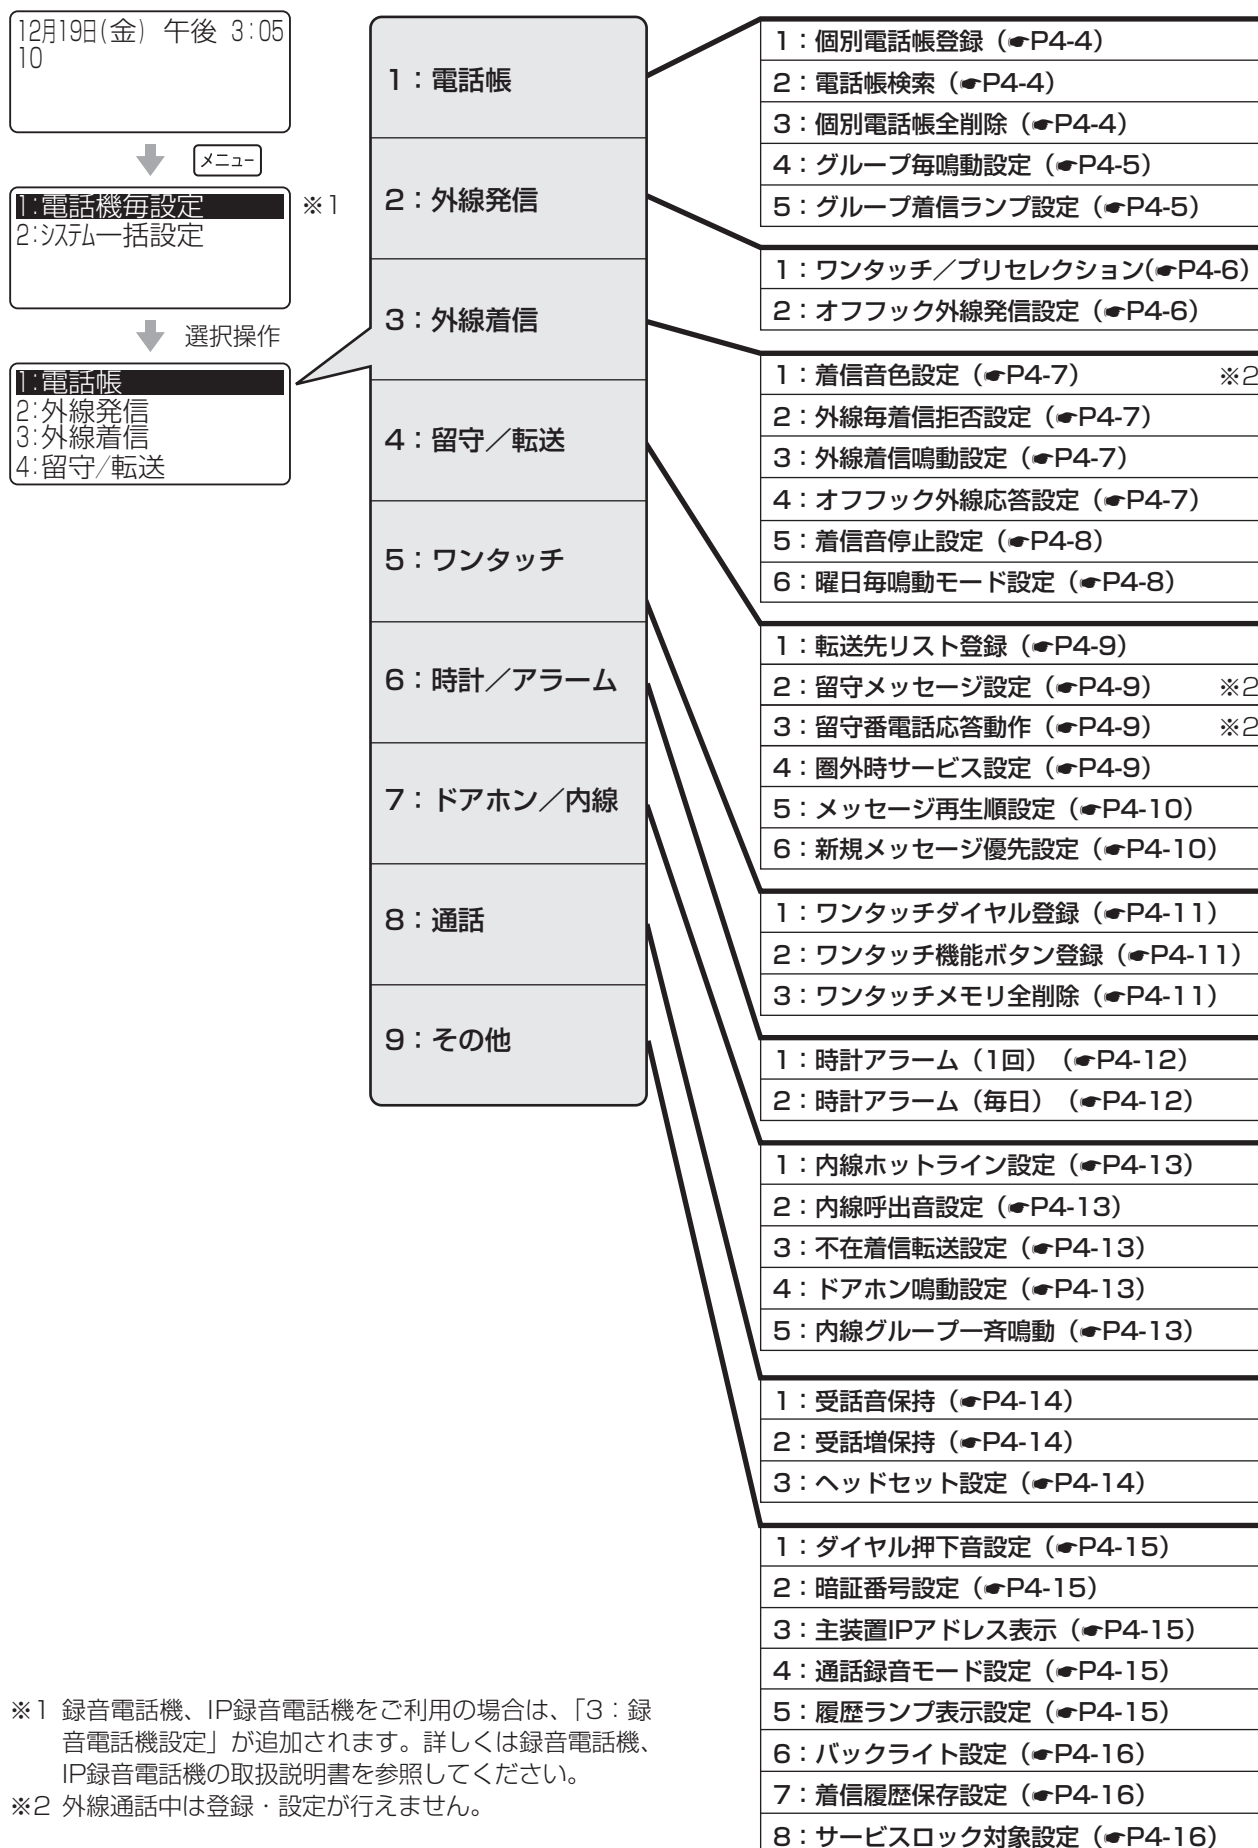 12月19日(金) 午後 3:05
10
メニュー
1:電話機毎設定
※1
2:システム一括設定
選択操作
1:電話帳
2:外線発信
3:外線着信
4:留守/転送
1：電話帳
2：外線発信
3：外線着信
4：留守／転送
5：ワンタッチ
6：時計／アラーム
7：ドアホン／内線
8：通話
9：その他
1：個別電話帳登録（☛P4-4）
2：電話帳検索（☛P4-4）
3：個別電話帳全削除（☛P4-4）
4：グループ毎鳴動設定（☛P4-5）
5：グループ着信ランプ設定（☛P4-5）
1：ワンタッチ／プリセレクション(☛P4-6)
2：オフフック外線発信設定（☛P4-6）
1：着信音色設定（☛P4-7） ※2
2：外線毎着信拒否設定（☛P4-7）
3：外線着信鳴動設定（☛P4-7）
4：オフフック外線応答設定（☛P4-7）
5：着信音停止設定（☛P4-8）
6：曜日毎鳴動モード設定（☛P4-8）
1：転送先リスト登録（☛P4-9）
2：留守メッセージ設定（☛P4-9） ※2
3：留守番電話応答動作（☛P4-9） ※2
4：圏外時サービス設定（☛P4-9）
5：メッセージ再生順設定（☛P4-10）
6：新規メッセージ優先設定（☛P4-10）
1：ワンタッチダイヤル登録（☛P4-11）
2：ワンタッチ機能ボタン登録（☛P4-11）
3：ワンタッチメモリ全削除（☛P4-11）
1：時計アラーム（1回）（☛P4-12）
2：時計アラーム（毎日）（☛P4-12）
1：内線ホットライン設定（☛P4-13）
2：内線呼出音設定（☛P4-13）
3：不在着信転送設定（☛P4-13）
4：ドアホン鳴動設定（☛P4-13）
5：内線グループ一斉鳴動（☛P4-13）
1：受話音保持（☛P4-14）
2：受話増保持（☛P4-14）
3：ヘッドセット設定（☛P4-14）
1：ダイヤル押下音設定（☛P4-15）
2：暗証番号設定（☛P4-15）
3：主装置IPアドレス表示（☛P4-15）
4：通話録音モード設定（☛P4-15）
5：履歴ランプ表示設定（☛P4-15）
6：バックライト設定（☛P4-16）
7：着信履歴保存設定（☛P4-16）
8：サービスロック対象設定（☛P4-16）
※1 録音電話機、IP録音電話機をご利用の場合は、「3：録
音電話機設定」が追加されます。詳しくは録音電話機、
IP録音電話機の取扱説明書を参照してください。
※2 外線通話中は登録・設定が行えません。